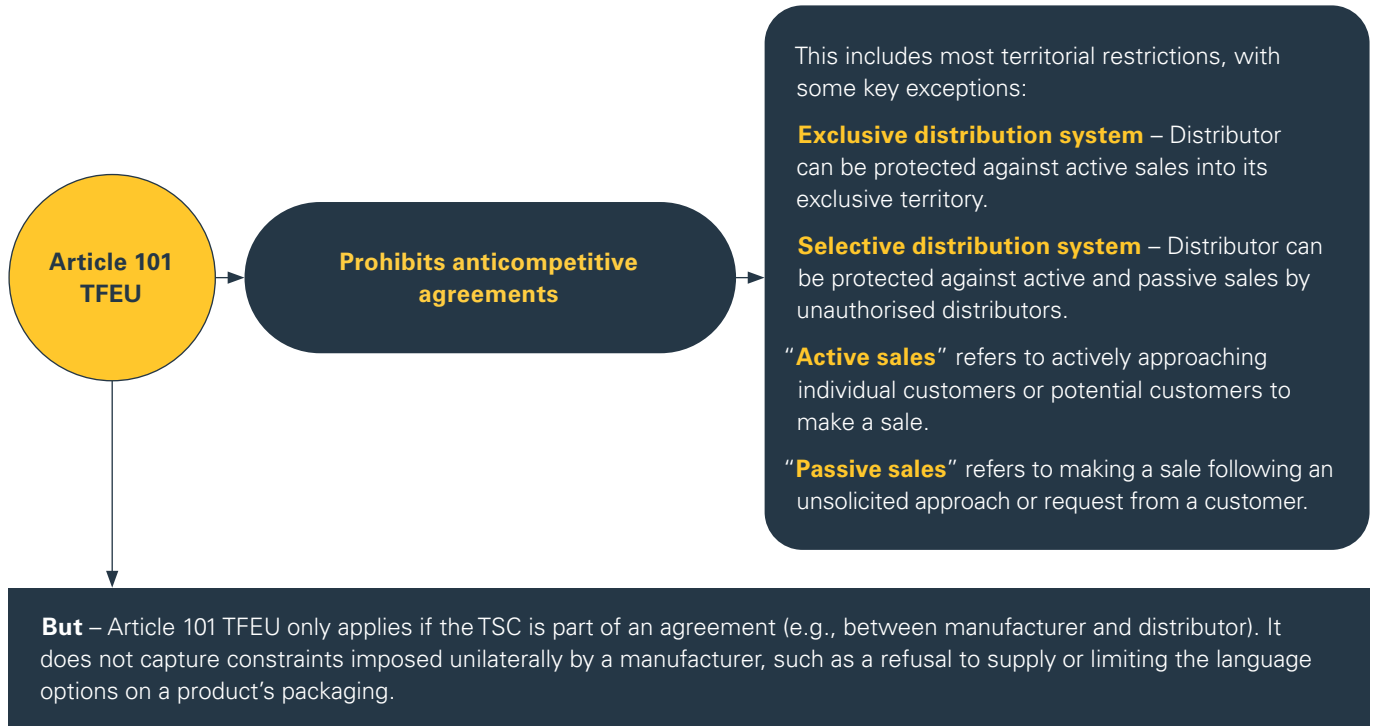 Article 101
TFEU
Prohibits anticompetitive
agreements
This includes most territorial restrictions, with
some key exceptions:
Exclusive distribution system – Distributor
can be protected against active sales into its
exclusive territory.
Selective distribution system – Distributor can
be protected against active and passive sales by
unauthorised distributors.
“Active sales” refers to actively approaching
individual customers or potential customers to
make a sale.
“Passive sales” refers to making a sale following an
unsolicited approach or request from a customer.
But – Article 101 TFEU only applies if the TSC is part of an agreement (e.g., between manufacturer and distributor). It
does not capture constraints imposed unilaterally by a manufacturer, such as a refusal to supply or limiting the language
options on a product’s packaging.